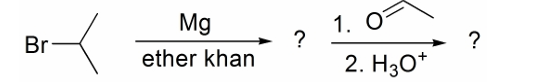 Br
Mg
ether khan
?
1. O
2. H₃O⁺
?